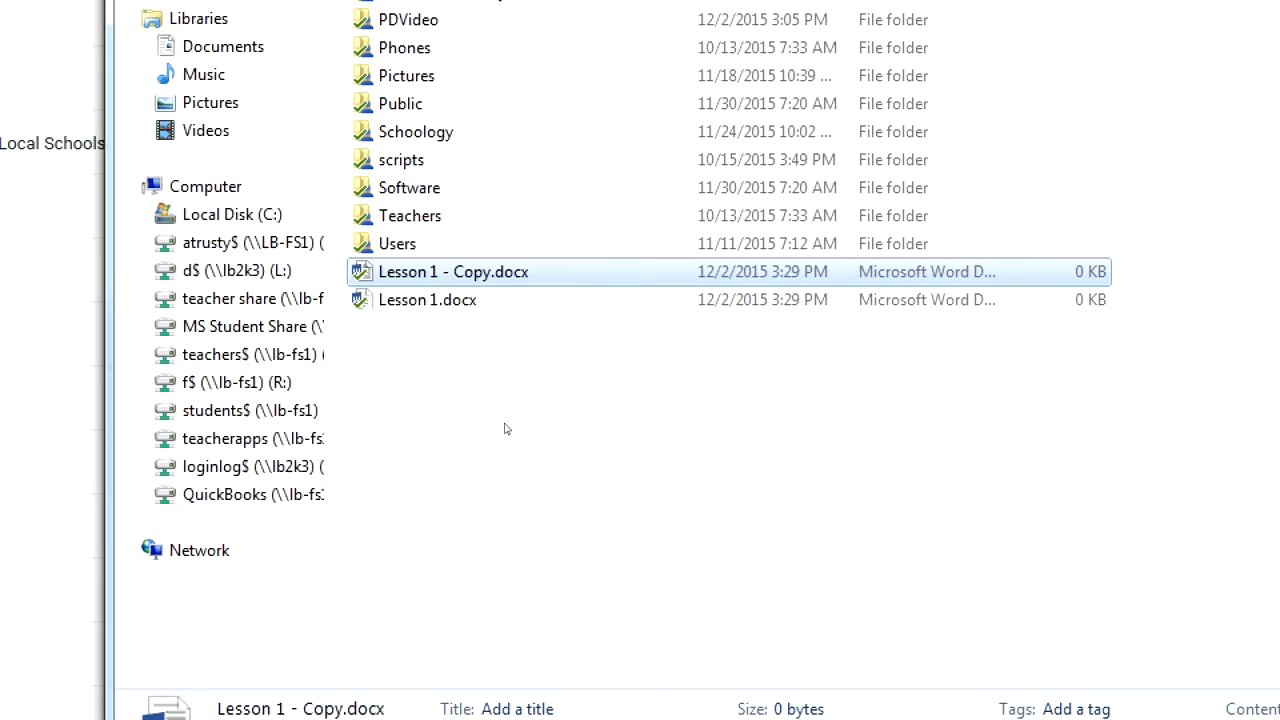 Local Schools
Libraries
Documents
Music
Pictures
Videos
Computer
Local Disk (C:)
atrusty$ (\\LB-FS1) (
d$ (\\lb2k3) (L:)
teacher share (\\lb-f
MS Student Share (\
teachers$ (\\lb-fs1) (
f$ (\\lb-fs1) (R:)
students$ (\\lb-fs1)
teacherapps (\\lb-fs
loginlog$ (\\lb2k3) (
QuickBooks (\\lb-fs1
Network
PDVideo 12/2/2015 3:05 PM File folder
Phones 10/13/2015 7:33 AM File folder
Pictures 11/18/2015 10:39 ... File folder
Public 11/30/2015 7:20 AM File folder
Schoology 11/24/2015 10:02 ... File folder
scripts 10/15/2015 3:49 PM File folder
Software 11/30/2015 7:20 AM File folder
Teachers 10/13/2015 7:33 AM File folder
Users 11/11/2015 7:12 AM File folder
Lesson 1 - Copy.docx 12/2/2015 3:29 PM Microsoft Word D... 0 KB
Lesson 1.docx 12/2/2015 3:29 PM Microsoft Word D... 0 KB
Lesson 1 - Copy.docx Title: Add a title Size: 0 bytes Tags: Add a tag Content